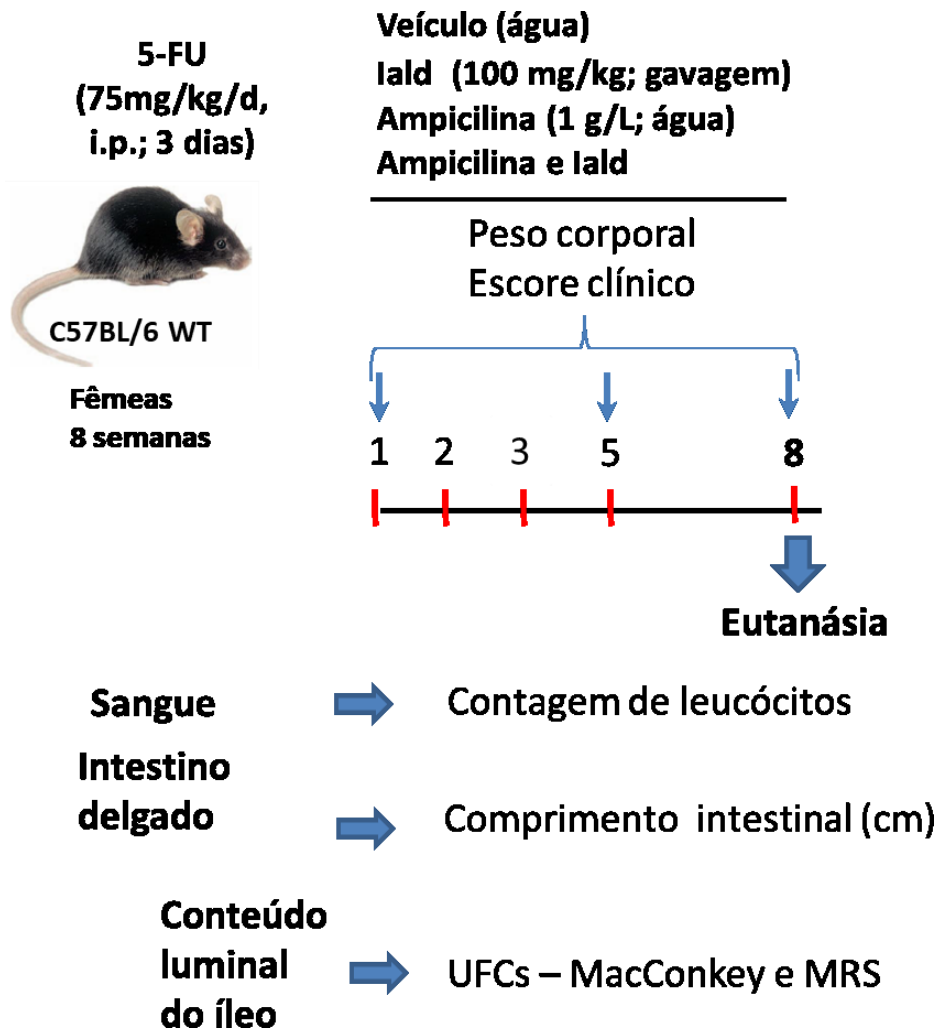 5-FU
(75mg/kg/d,
i.p.; 3 dias)
C57BL/6 WT
Fêmeas
8 semanas
Veículo (água)
Iald (100 mg/kg; gavagem)
Ampicilina (1 g/L; água)
Ampicilina e Iald
Peso corporal
Escore clínico
1 2 3 5 8
Eutanásia
Sangue
Contagem de leucócitos
Intestino
delgado
Comprimento intestinal (cm)
Conteúdo
luminal
do íleo
UFCs – MacConkey e MRS